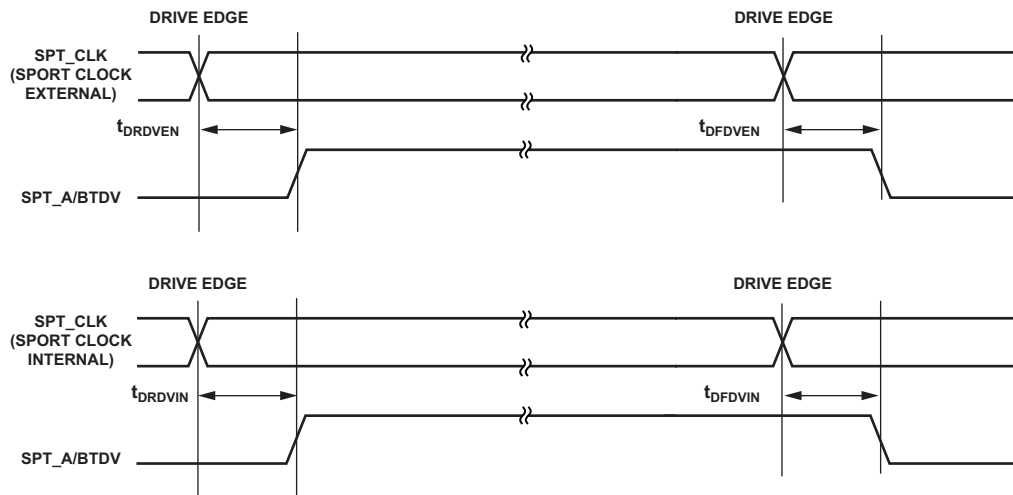 DRIVE EDGE
DRIVE EDGE
SPT_CLK
(SPORT CLOCK
EXTERNAL)
tDRDVEN
tDFDVEN
SPT_A/BTDV
DRIVE EDGE
DRIVE EDGE
SPT_CLK
(SPORT CLOCK
INTERNAL)
tDRDVIN
tDFDVIN
SPT_A/BTDV